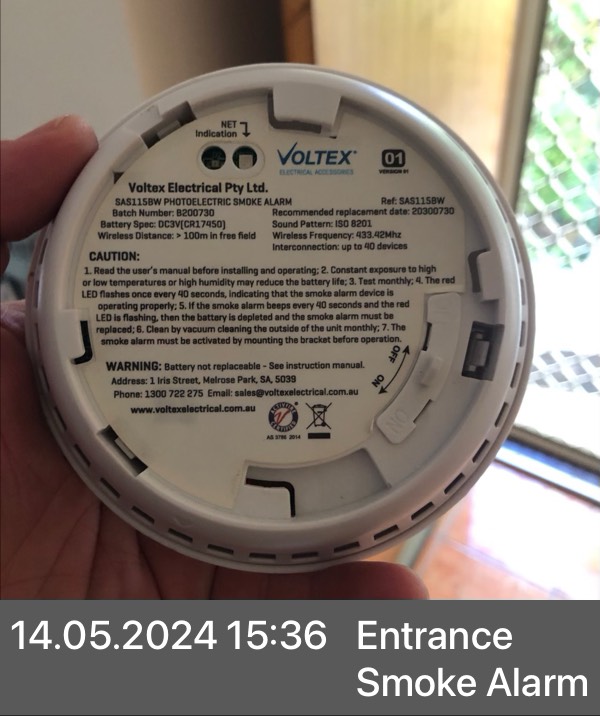 NET
Indication
VOLTEX
ELECTRICAL ACCESSORIES
01
VERSION 01
Voltex Electrical Pty Ltd.
SAS115BW PHOTOELECTRIC SMOKE ALARM Ref: SAS115BW
Batch Number: B200730 Recommended replacement date: 20300730
Battery Spec: DC3V(CR17450) Sound Pattern: ISO 8201
Wireless Distance: > 100m in free field Wireless Frequency: 433.42Mhz
Interconnection: up to 40 devices
CAUTION:
1. Read the user's manual before installing and operating; 2. Constant exposure to high
or low temperatures or high humidity may reduce the battery life; 3. Test monthly; 4. The red
LED flashes once every 40 seconds, indicating that the smoke alarm device is
operating properly; 5. If the smoke alarm beeps every 40 seconds and the red
LED is flashing, then the battery is depleted and the smoke alarm must be
replaced; 6. Clean by vacuum cleaning the outside of the unit monthly; 7. The
smoke alarm must be activated by mounting the bracket before operation.
OFF
ON
WARNING: Battery not replaceable - See instruction manual.
Address: 1 Iris Street, Melrose Park, SA, 5039
Phone: 1300 722 275 Email: sales@voltexelectrical.com.au
www.voltexelectrical.com.au
AS 3786 2014
ON
14.05.2024 15:36 Entrance
Smoke Alarm